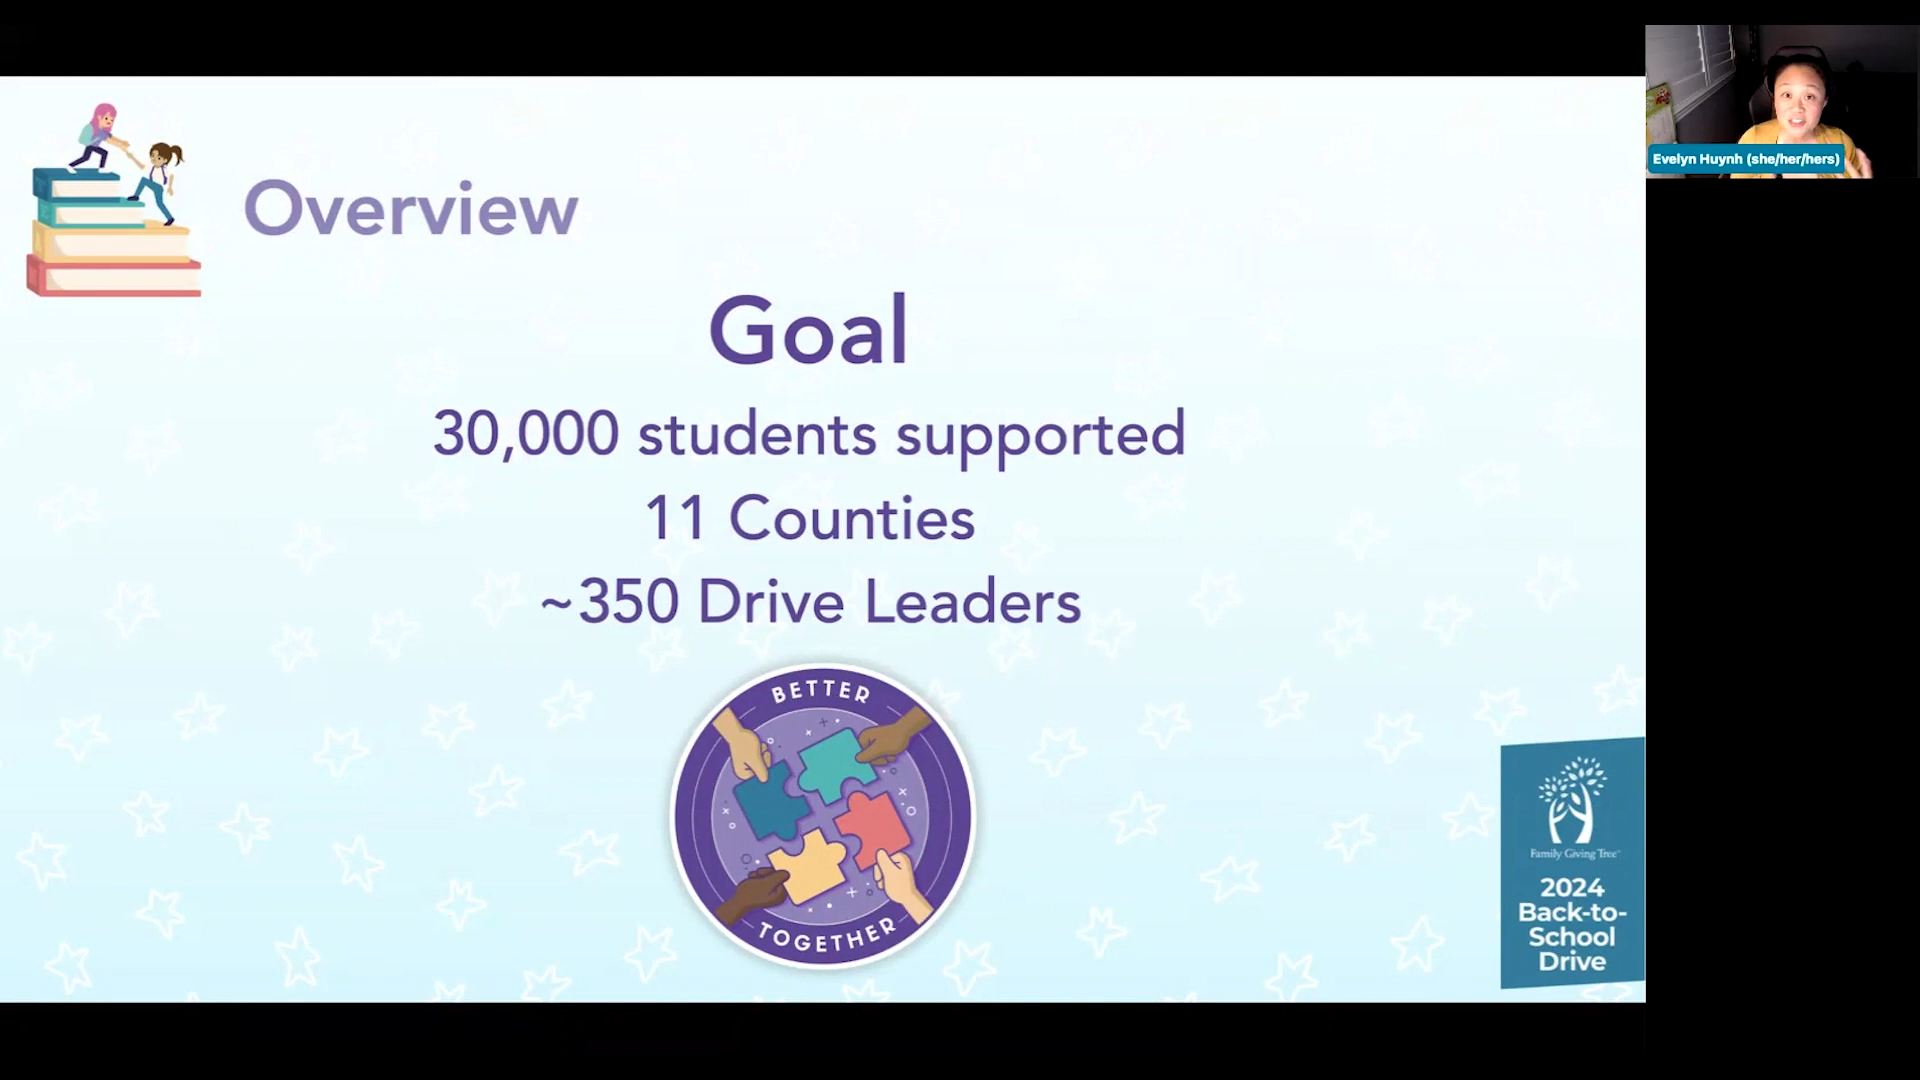 Overview
Goal
30,000 students supported
11 Counties
~350 Drive Leaders
BETTER
TOGETHER
Family Giving Tree
2024
Back-to-
School
Drive
Evelyn Huynh (she/her/hers)